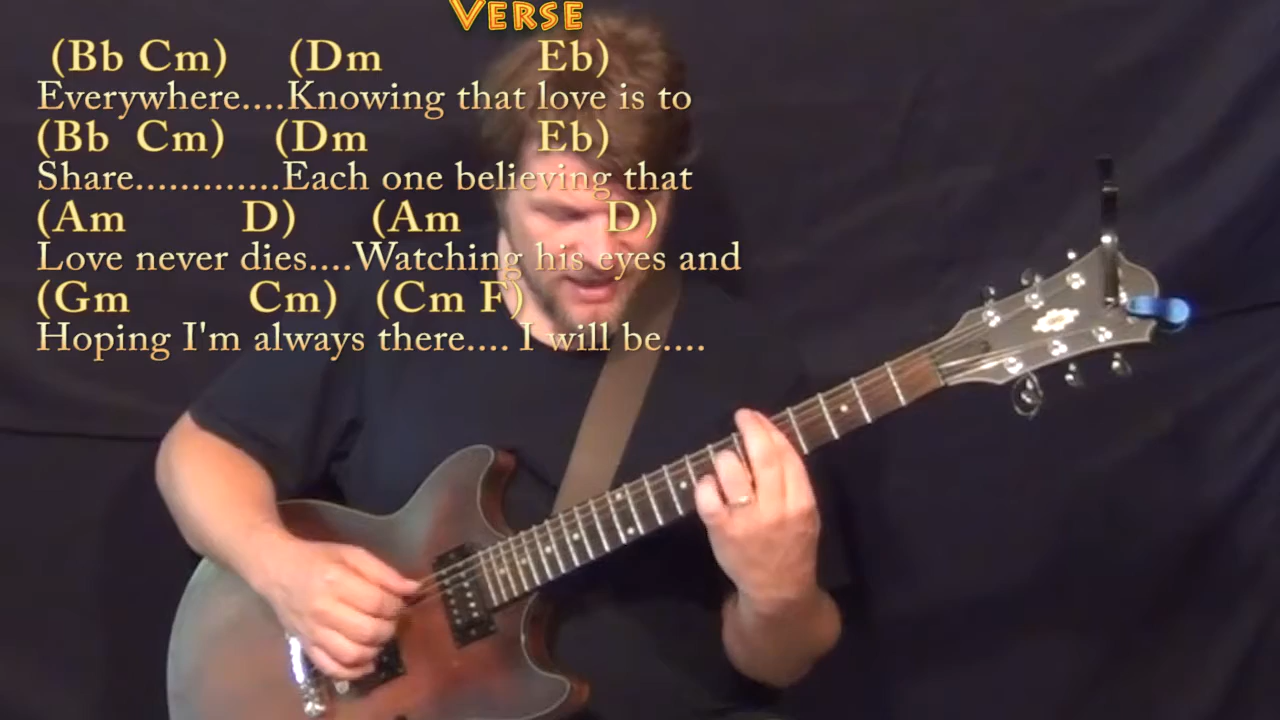 VERSE
(Bb Cm) (Dm Eb)
Everywhere....Knowing that love is to
(Bb Cm) (Dm Eb)
Share.............Each one believing that
(Am D) (Am D)
Love never dies....Watching his eyes and
(Gm Cm) (Cm F)
Hoping I'm always there.... I will be....